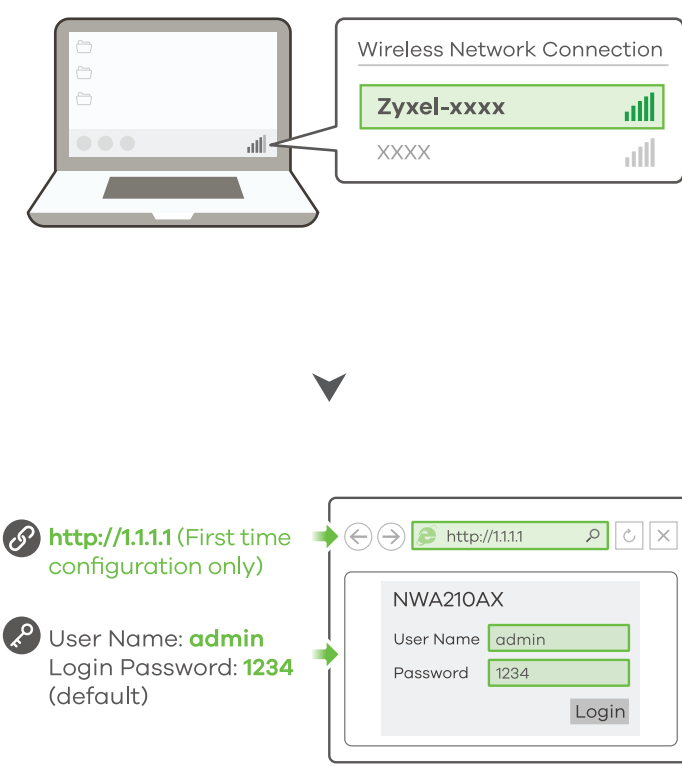 Wireless Network Connection
Zyxel-xxxx
XXXX
http://1.1.1.1 (First time
configuration only)
http://1.1.1.1
NWA210AX
User Name: admin
Login Password: 1234
(default)
User Name admin
Password 1234
Login